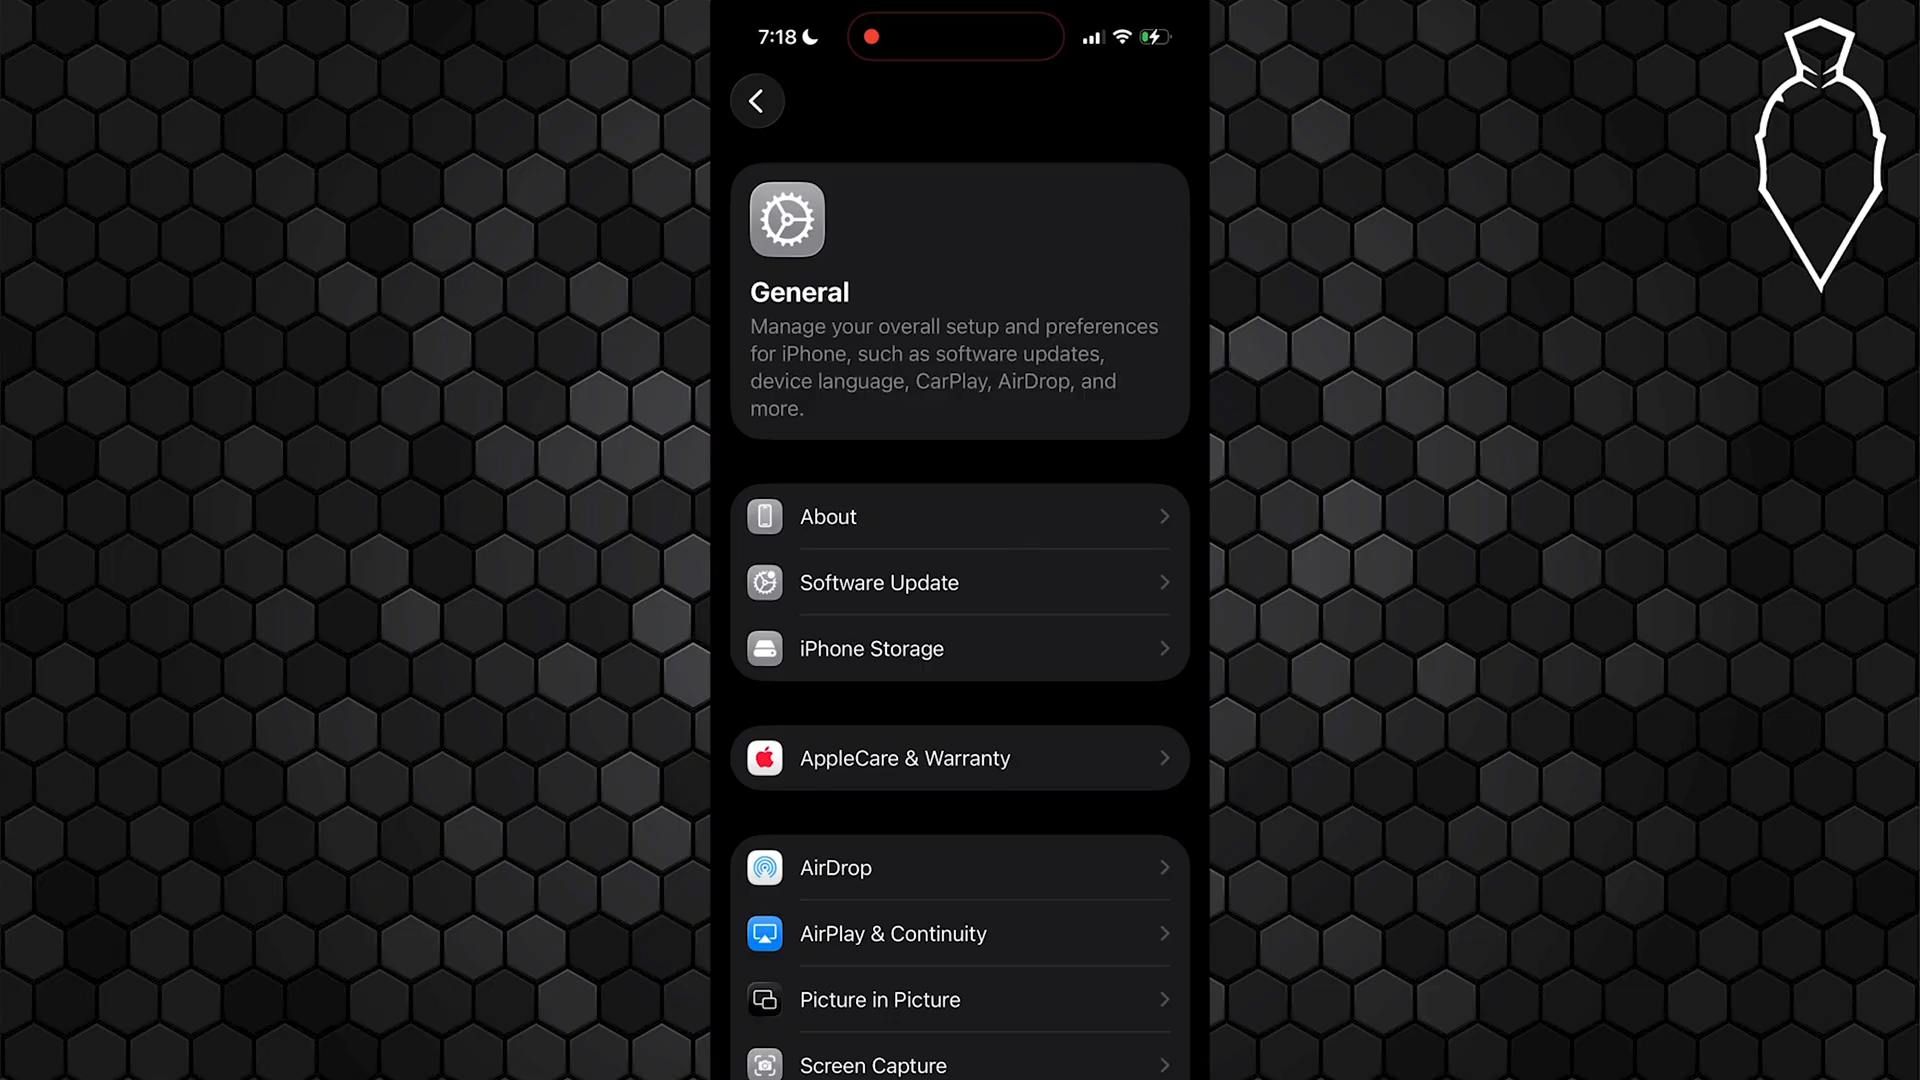 7:18
General
Manage your overall setup and preferences
for iPhone, such as software updates,
device language, CarPlay, AirDrop, and
more.
About
Software Update
iPhone Storage
AppleCare & Warranty
AirDrop
AirPlay & Continuity
Picture in Picture
Screen Capture